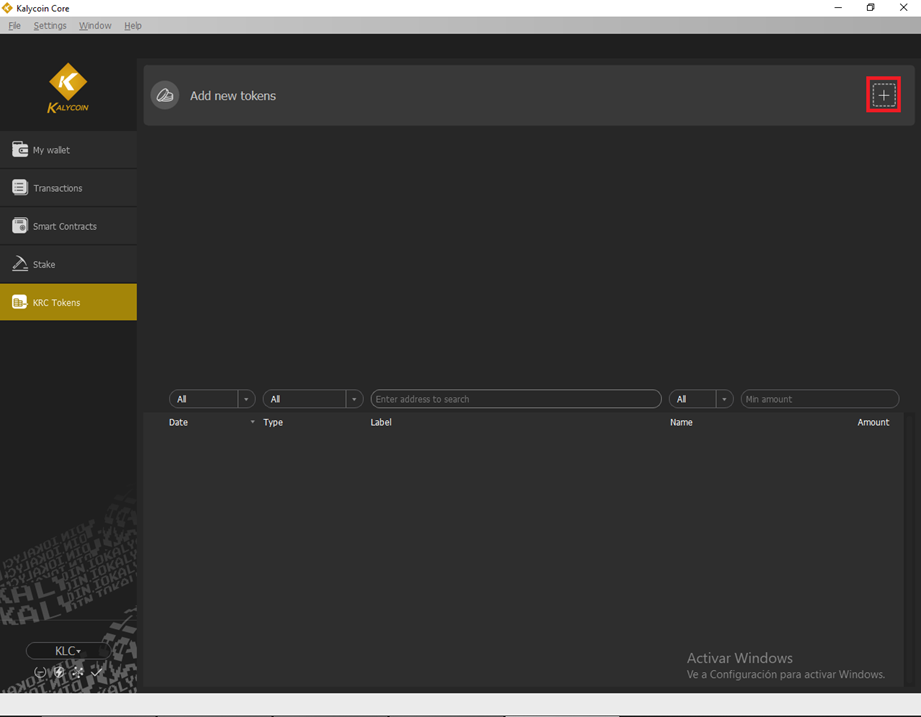 Kalycoin Core
File Settings Window Help
KALYCOIN
Add new tokens
My wallet
Transactions
Smart Contracts
Stake
KRC Tokens
All All Enter address to search All Min amount
Date Type Label Name Amount
KLC
Activar Windows
Ve a Configuración para activar Windows.